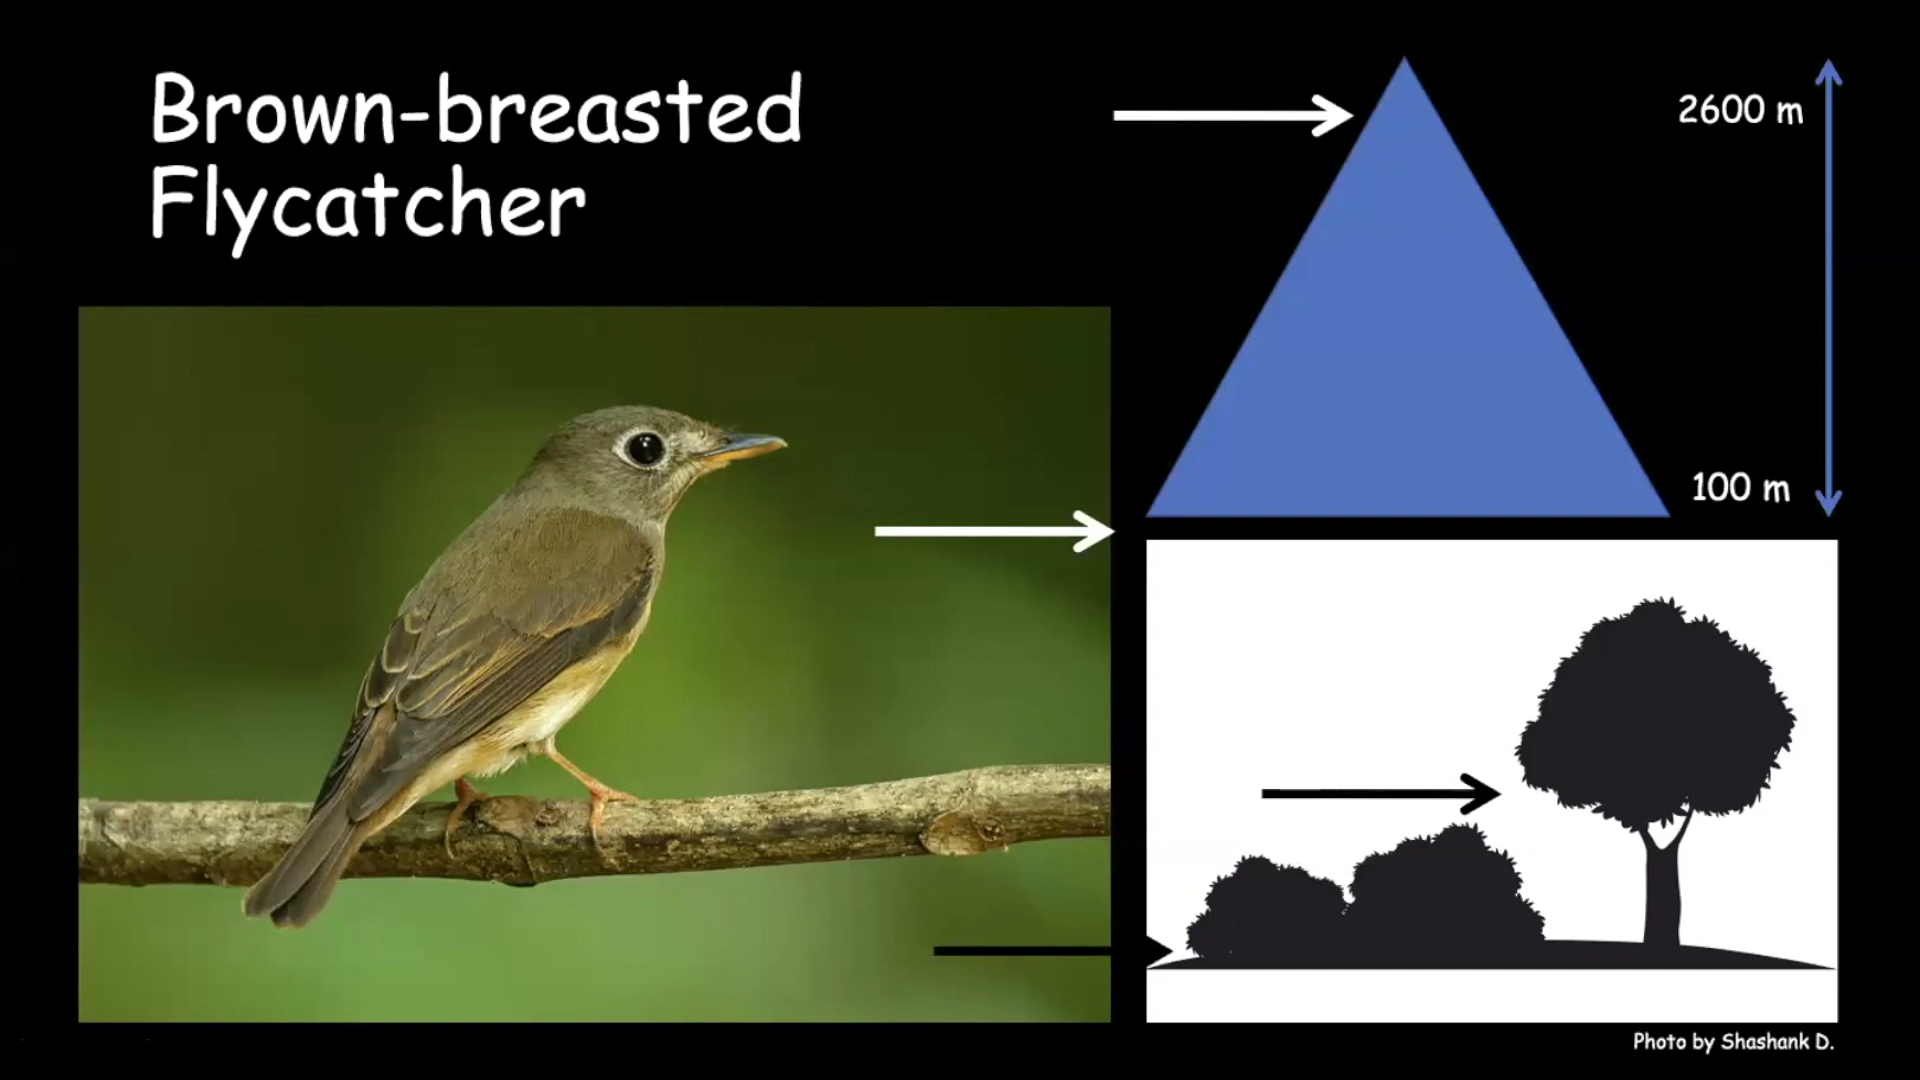 Brown-breasted
Flycatcher
2600 m
100 m
Photo by Shashank D.